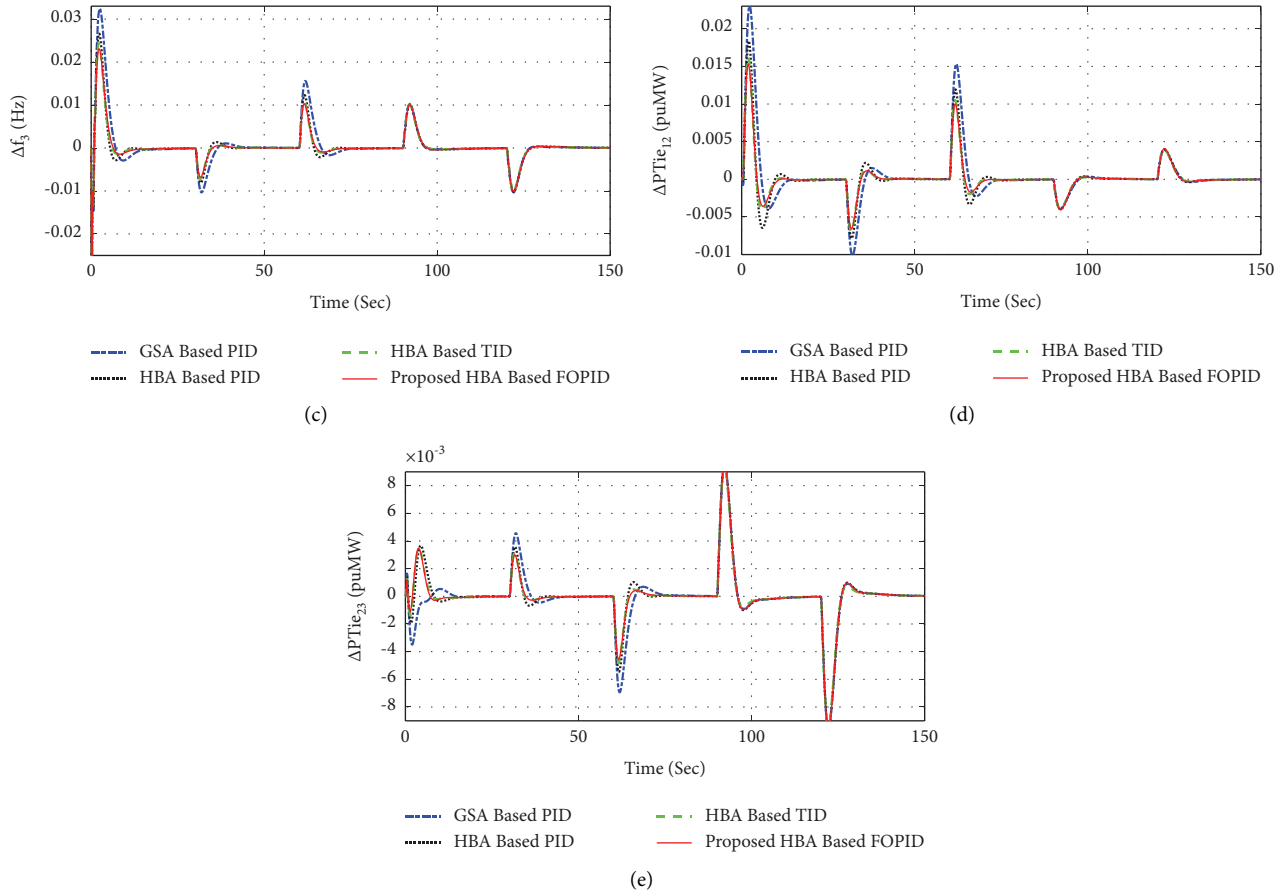 0.03
0.02
0.01
0
-0.01
-0.02
Δf3 (Hz)
0 50 100 150
Time (Sec)
GSA Based PID
HBA Based PID
HBA Based TID
Proposed HBA Based FOPID
(c)
0.02
0.015
0.01
0.005
0
-0.005
-0.01
ΔPTie12 (puMW)
0 50 100 150
Time (Sec)
GSA Based PID
HBA Based PID
HBA Based TID
Proposed HBA Based FOPID
(d)
×10-3
8
6
4
2
0
-2
-4
-6
-8
ΔPTie23 (puMW)
0 50 100 150
Time (Sec)
GSA Based PID
HBA Based PID
HBA Based TID
Proposed HBA Based FOPID
(e)